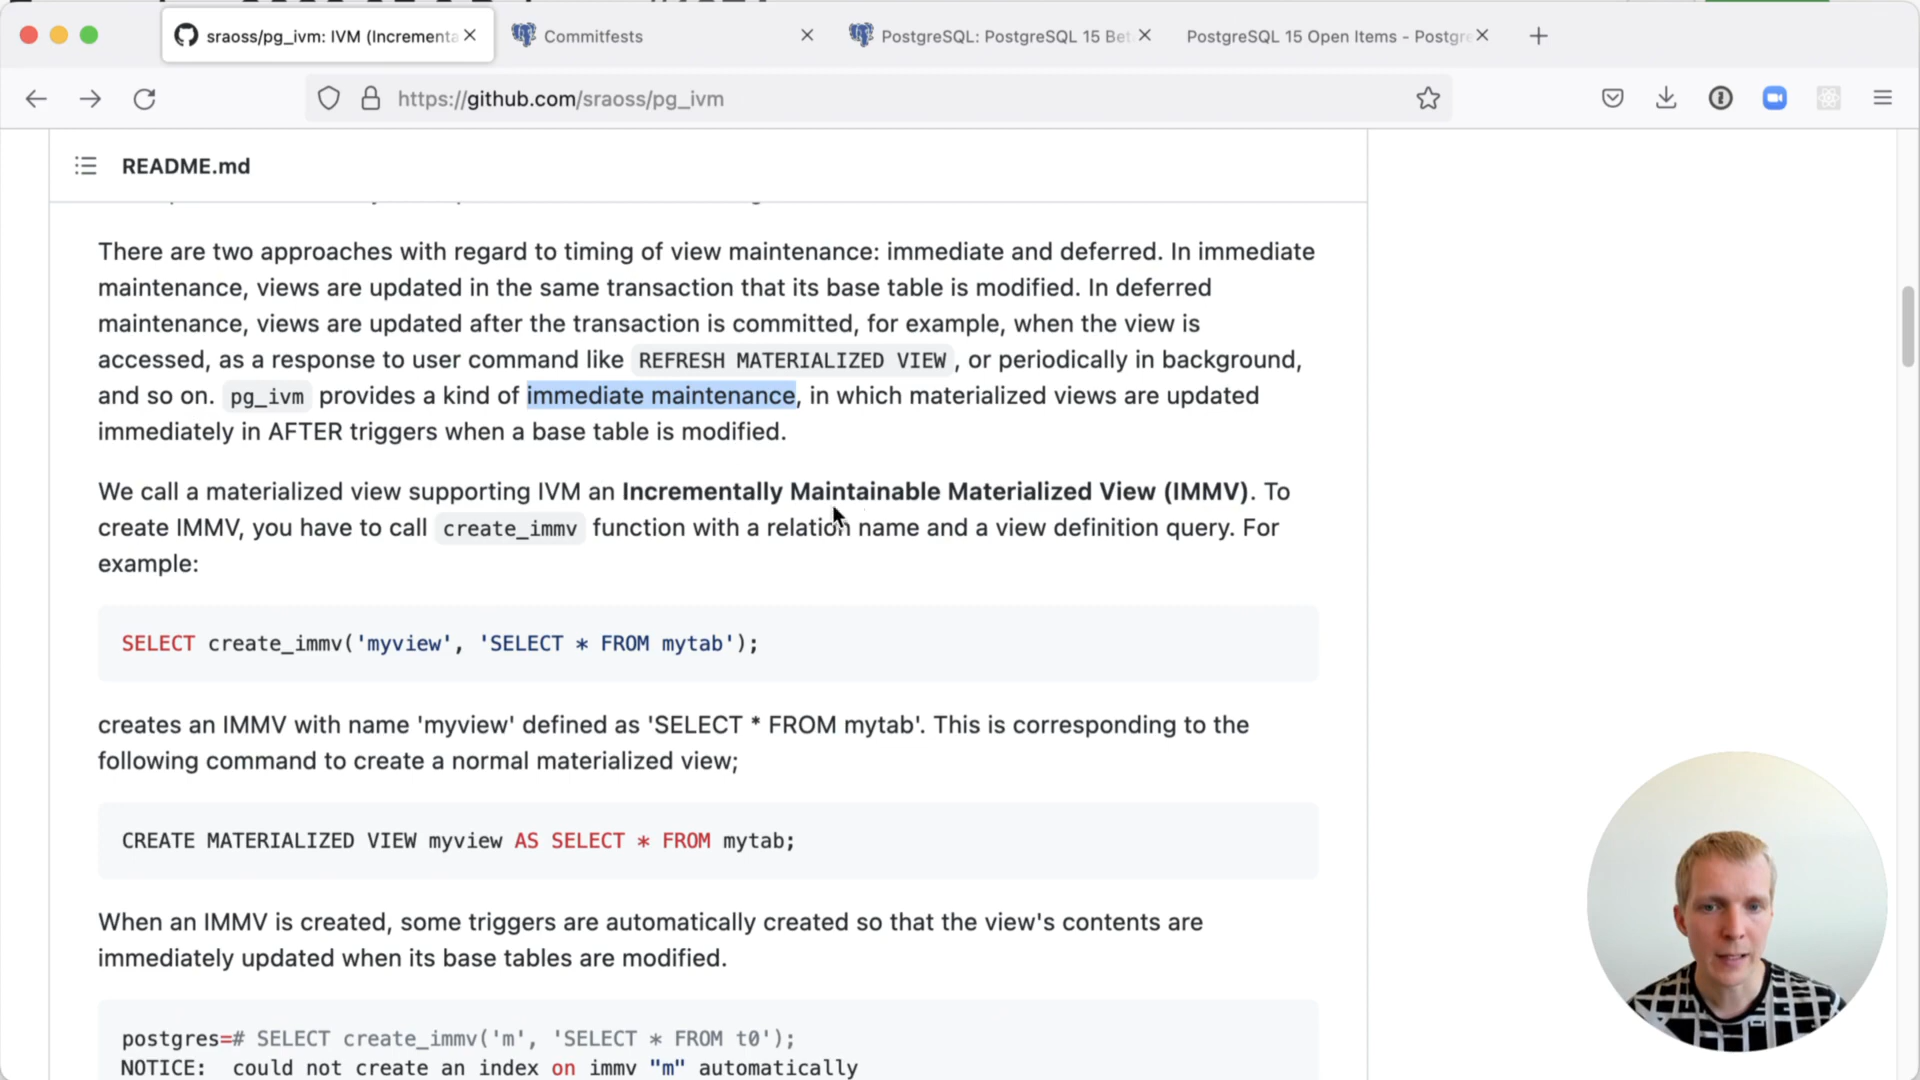 sraoss/pg_ivm: IVM (Increment
Commitfests
PostgreSQL: PostgreSQL 15 Bet
PostgreSQL 15 Open Items - Postgre
https://github.com/sraoss/pg_ivm
README.md
There are two approaches with regard to timing of view maintenance: immediate and deferred. In immediate
maintenance, views are updated in the same transaction that its base table is modified. In deferred
maintenance, views are updated after the transaction is committed, for example, when the view is
accessed, as a response to user command like REFRESH MATERIALIZED VIEW, or periodically in background,
and so on. pg_ivm provides a kind of immediate maintenance, in which materialized views are updated
immediately in AFTER triggers when a base table is modified.
We call a materialized view supporting IVM an Incrementally Maintainable Materialized View (IMMV). To
create IMMV, you have to call create_immv function with a relation name and a view definition query. For
example:
SELECT create_immv('myview', 'SELECT * FROM mytab');
creates an IMMV with name 'myview' defined as 'SELECT * FROM mytab'. This is corresponding to the
following command to create a normal materialized view;
CREATE MATERIALIZED VIEW myview AS SELECT * FROM mytab;
When an IMMV is created, some triggers are automatically created so that the view's contents are
immediately updated when its base tables are modified.
postgres=# SELECT create_immv('m', 'SELECT * FROM t0');
NOTICE:  could not create an index on immv "m" automatically